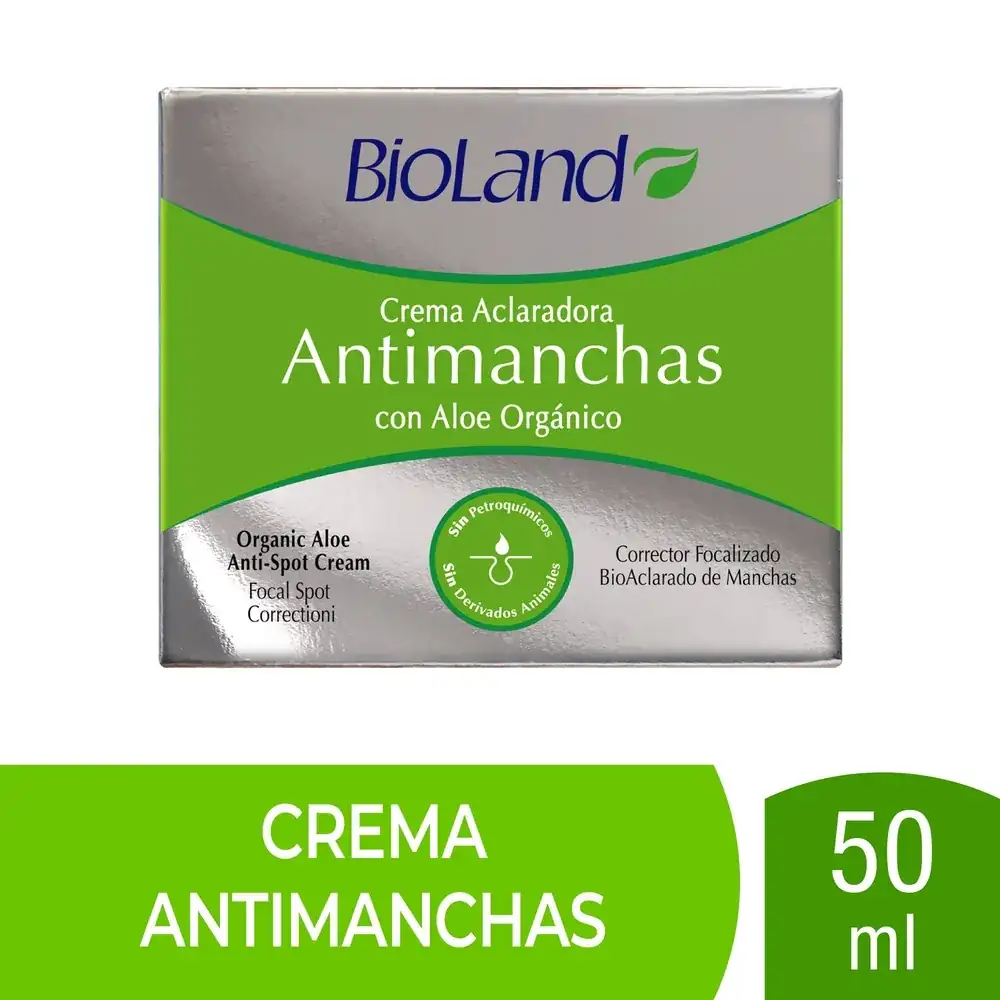 BioLand
Crema Aclaradora
Antimanchas
con Aloe Orgánico
Organic Aloe
Anti-Spot Cream
Focal Spot
Correctioni
Sin Petroquímicos
Sin Derivados Animales
Corrector Focalizado
BioAclarado de Manchas
CREMA
ANTIMANCHAS
50
ml